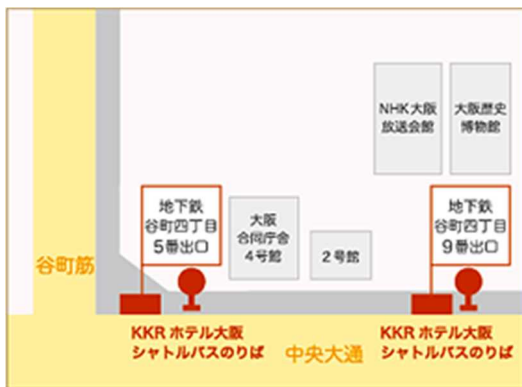 NHK大阪
放送会館
大阪歴史
博物館
地下鉄
谷町四丁目
5番出口
大阪
合同庁舎
4号館
2号館
地下鉄
谷町四丁目
9番出口
谷町筋
KKR ホテル大阪
シャトルバスのりば
中央大通
KKR ホテル大阪
シャトルバスのりば